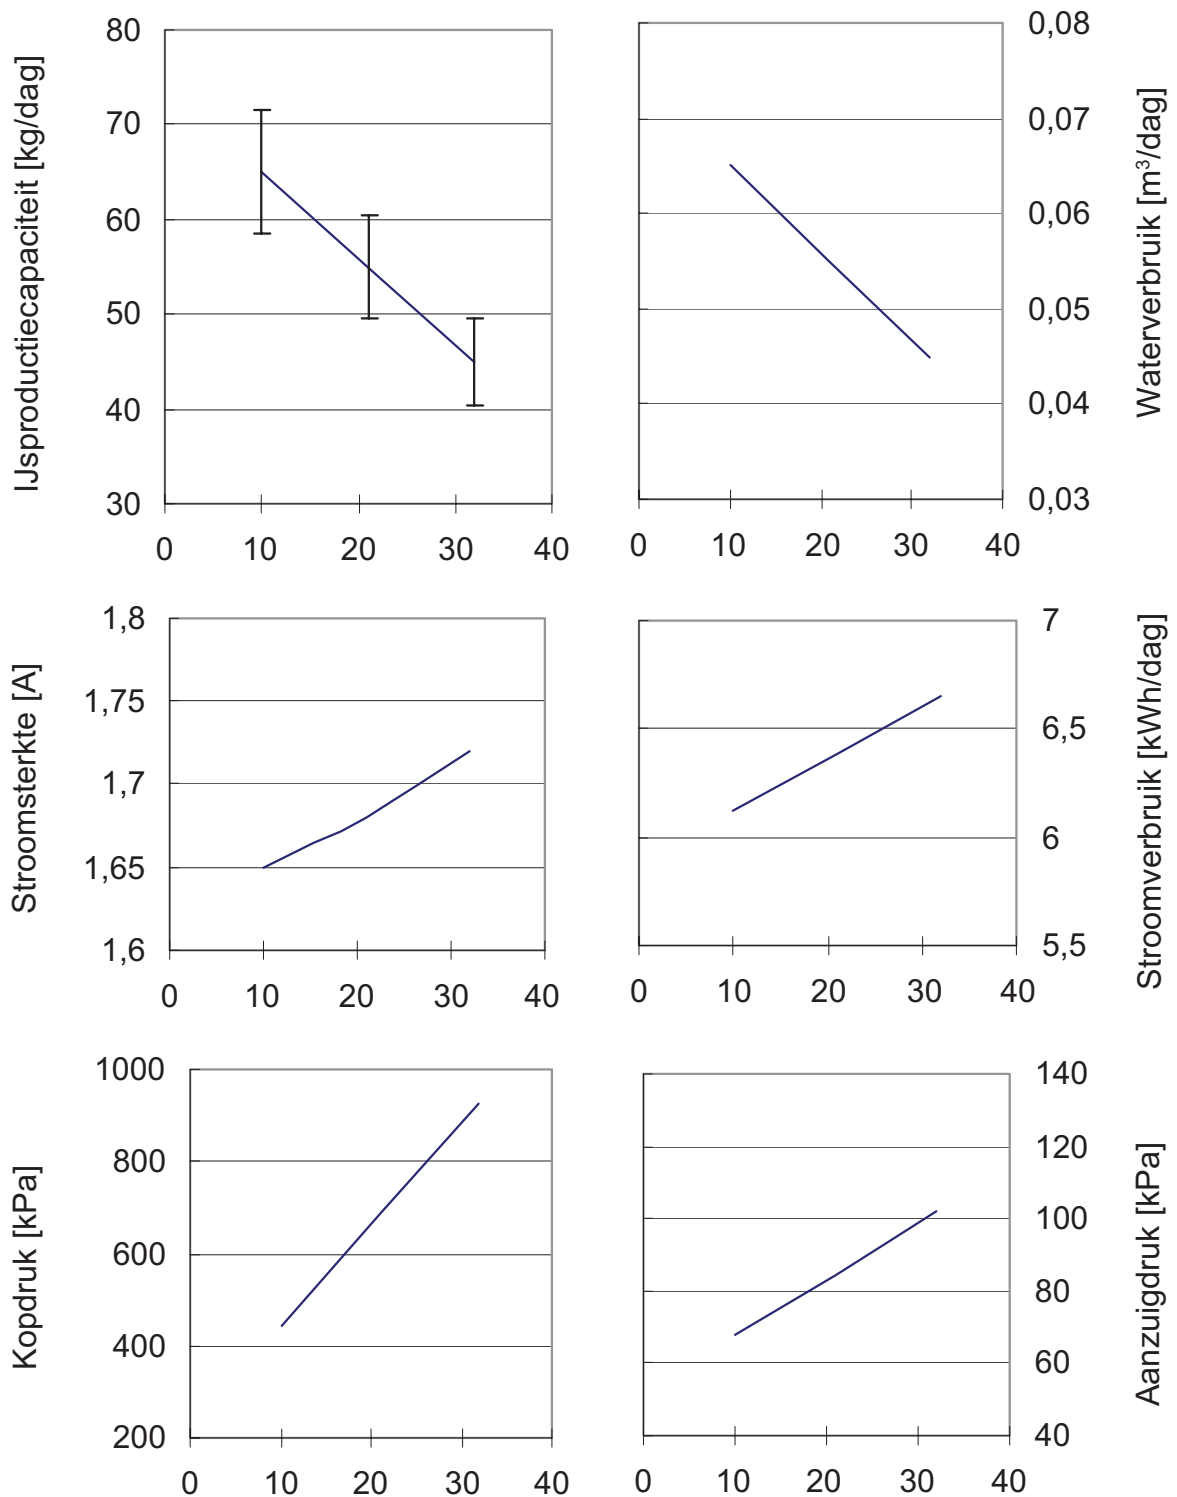 IJsproductiecapaciteit [kg/dag]
80
70
60
50
40
30
0 10 20 30 40
Waterverbruik [m³/dag]
0,08
0,07
0,06
0,05
0,04
0,03
0 10 20 30 40
Stroomsterkte [A]
1,8
1,75
1,7
1,65
1,6
0 10 20 30 40
Stroomverbruik [kWh/dag]
7
6,5
6
5,5
0 10 20 30 40
Kopdruk [kPa]
1000
800
600
400
200
0 10 20 30 40
Aanzuigdruk [kPa]
140
120
100
80
60
40
0 10 20 30 40